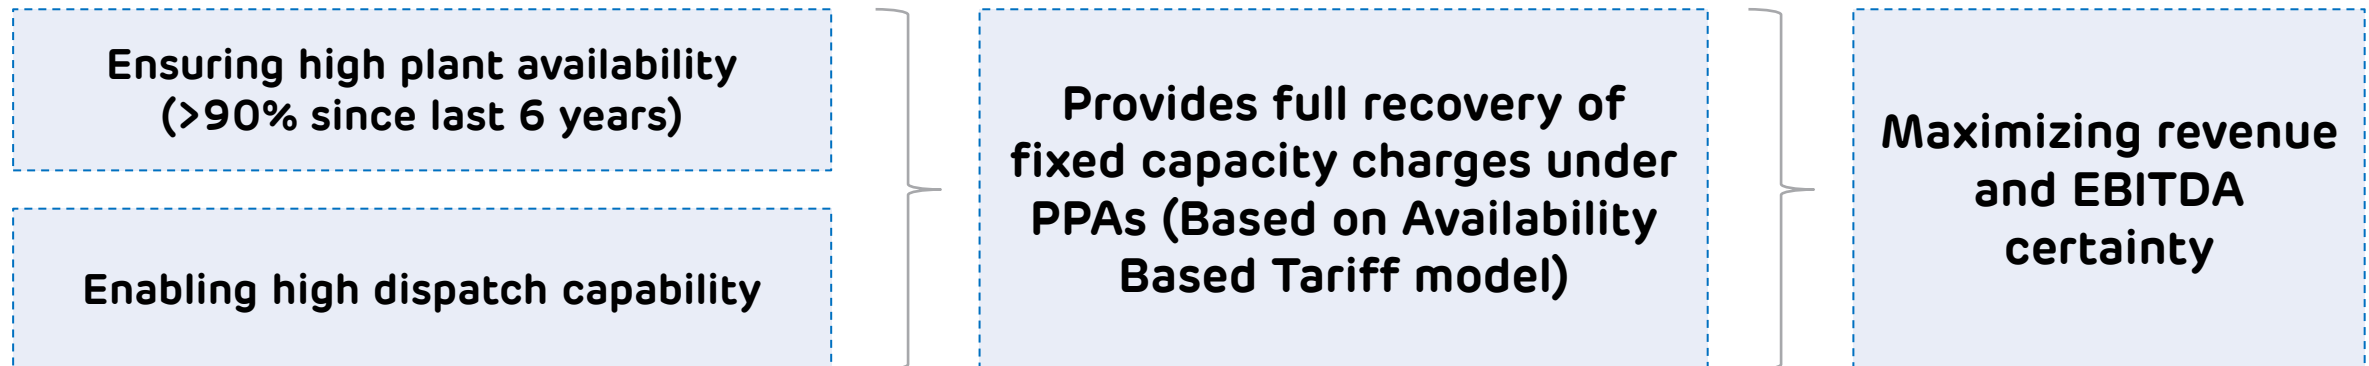 Ensuring high plant availability
(>90% since last 6 years)
Enabling high dispatch capability
Provides full recovery of
fixed capacity charges under
PPAs (Based on Availability
Based Tariff model)
Maximizing revenue
and EBITDA
certainty